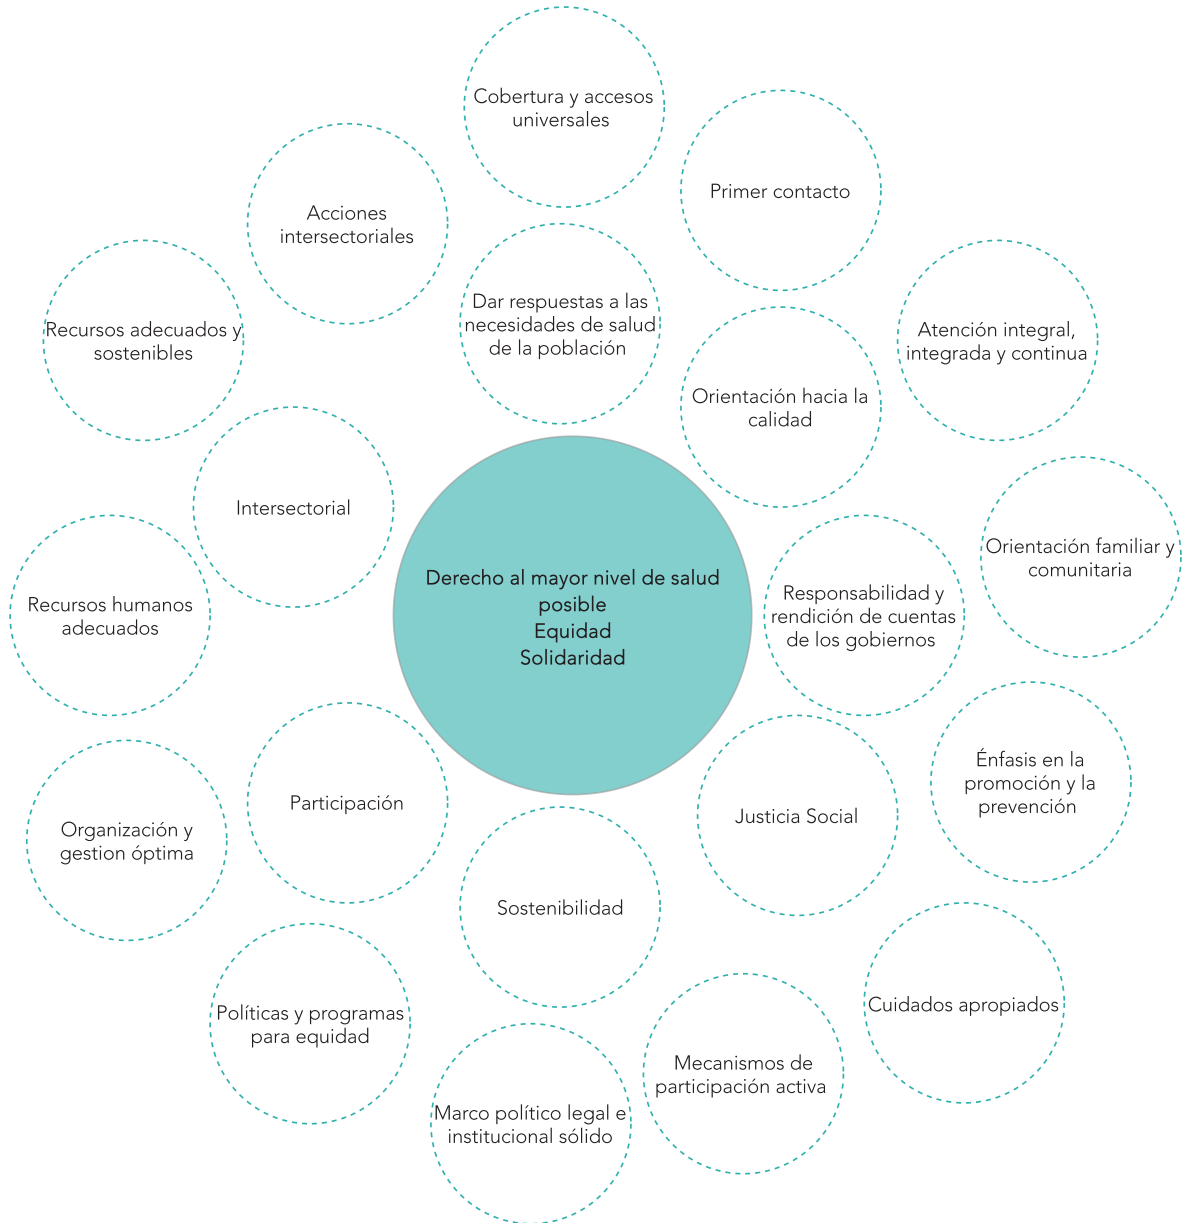 Cobertura y accesos
universales
Primer contacto
Acciones
intersectoriales
Dar respuestas a las
necesidades de salud
de la población
Recursos adecuados y
sostenibles
Atención integral,
integrada y continua
Orientación hacia la
calidad
Intersectorial
Orientación familiar y
comunitaria
Derecho al mayor nivel de salud
posible
Equidad
Solidaridad
Responsabilidad y
rendición de cuentas
de los gobiernos
Recursos humanos
adecuados
Énfasis en la
promoción y la
prevención
Participación
Justicia Social
Organización y
gestion óptima
Sostenibilidad
Cuidados apropiados
Políticas y programas
para equidad
Mecanismos de
participación activa
Marco político legal e
institucional sólido